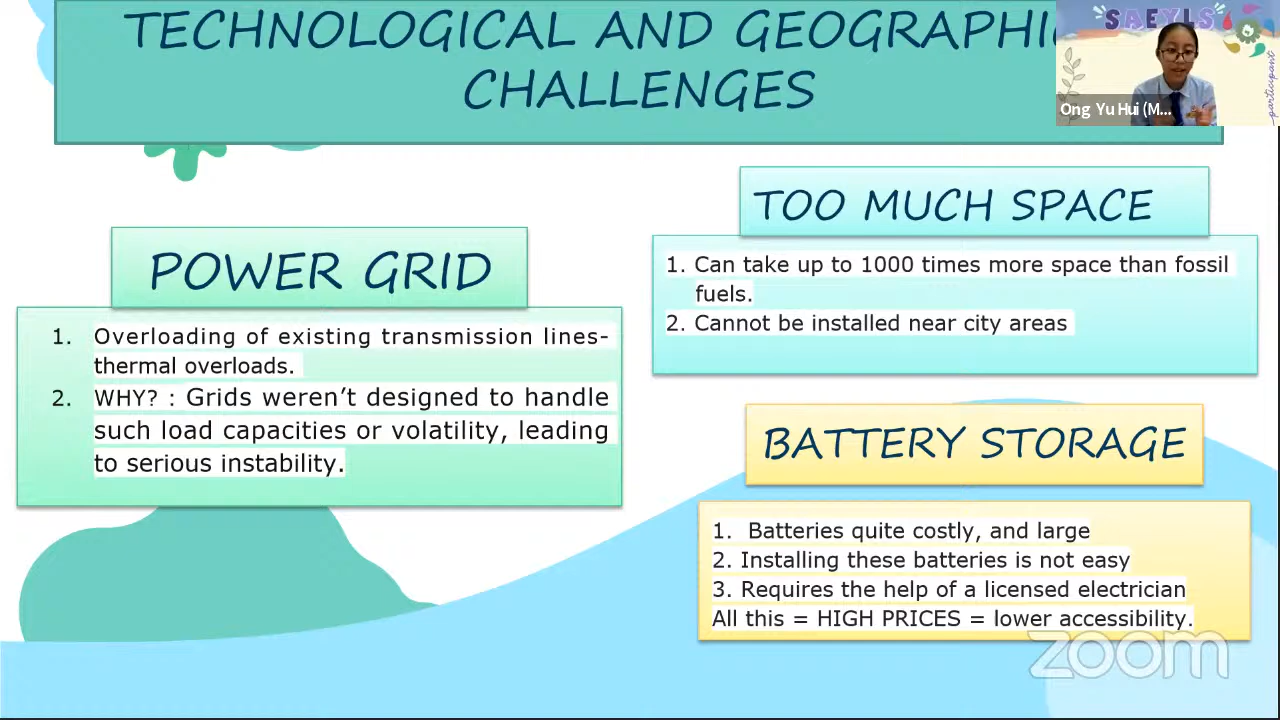 TECHNOLOGICAL AND GEOGRAPHI
CHALLENGES
"SAEYLS"
participant
Ong Yu Hui (M...
POWER GRID
1. Overloading of existing transmission lines-
thermal overloads.
2. WHY? : Grids weren't designed to handle
such load capacities or volatility, leading
to serious instability.
TOO MUCH SPACE
1. Can take up to 1000 times more space than fossil
fuels.
2. Cannot be installed near city areas
BATTERY STORAGE
1. Batteries quite costly, and large
2. Installing these batteries is not easy
3. Requires the help of a licensed electrician
All this = HIGH PRICES = lower accessibility.
zoom